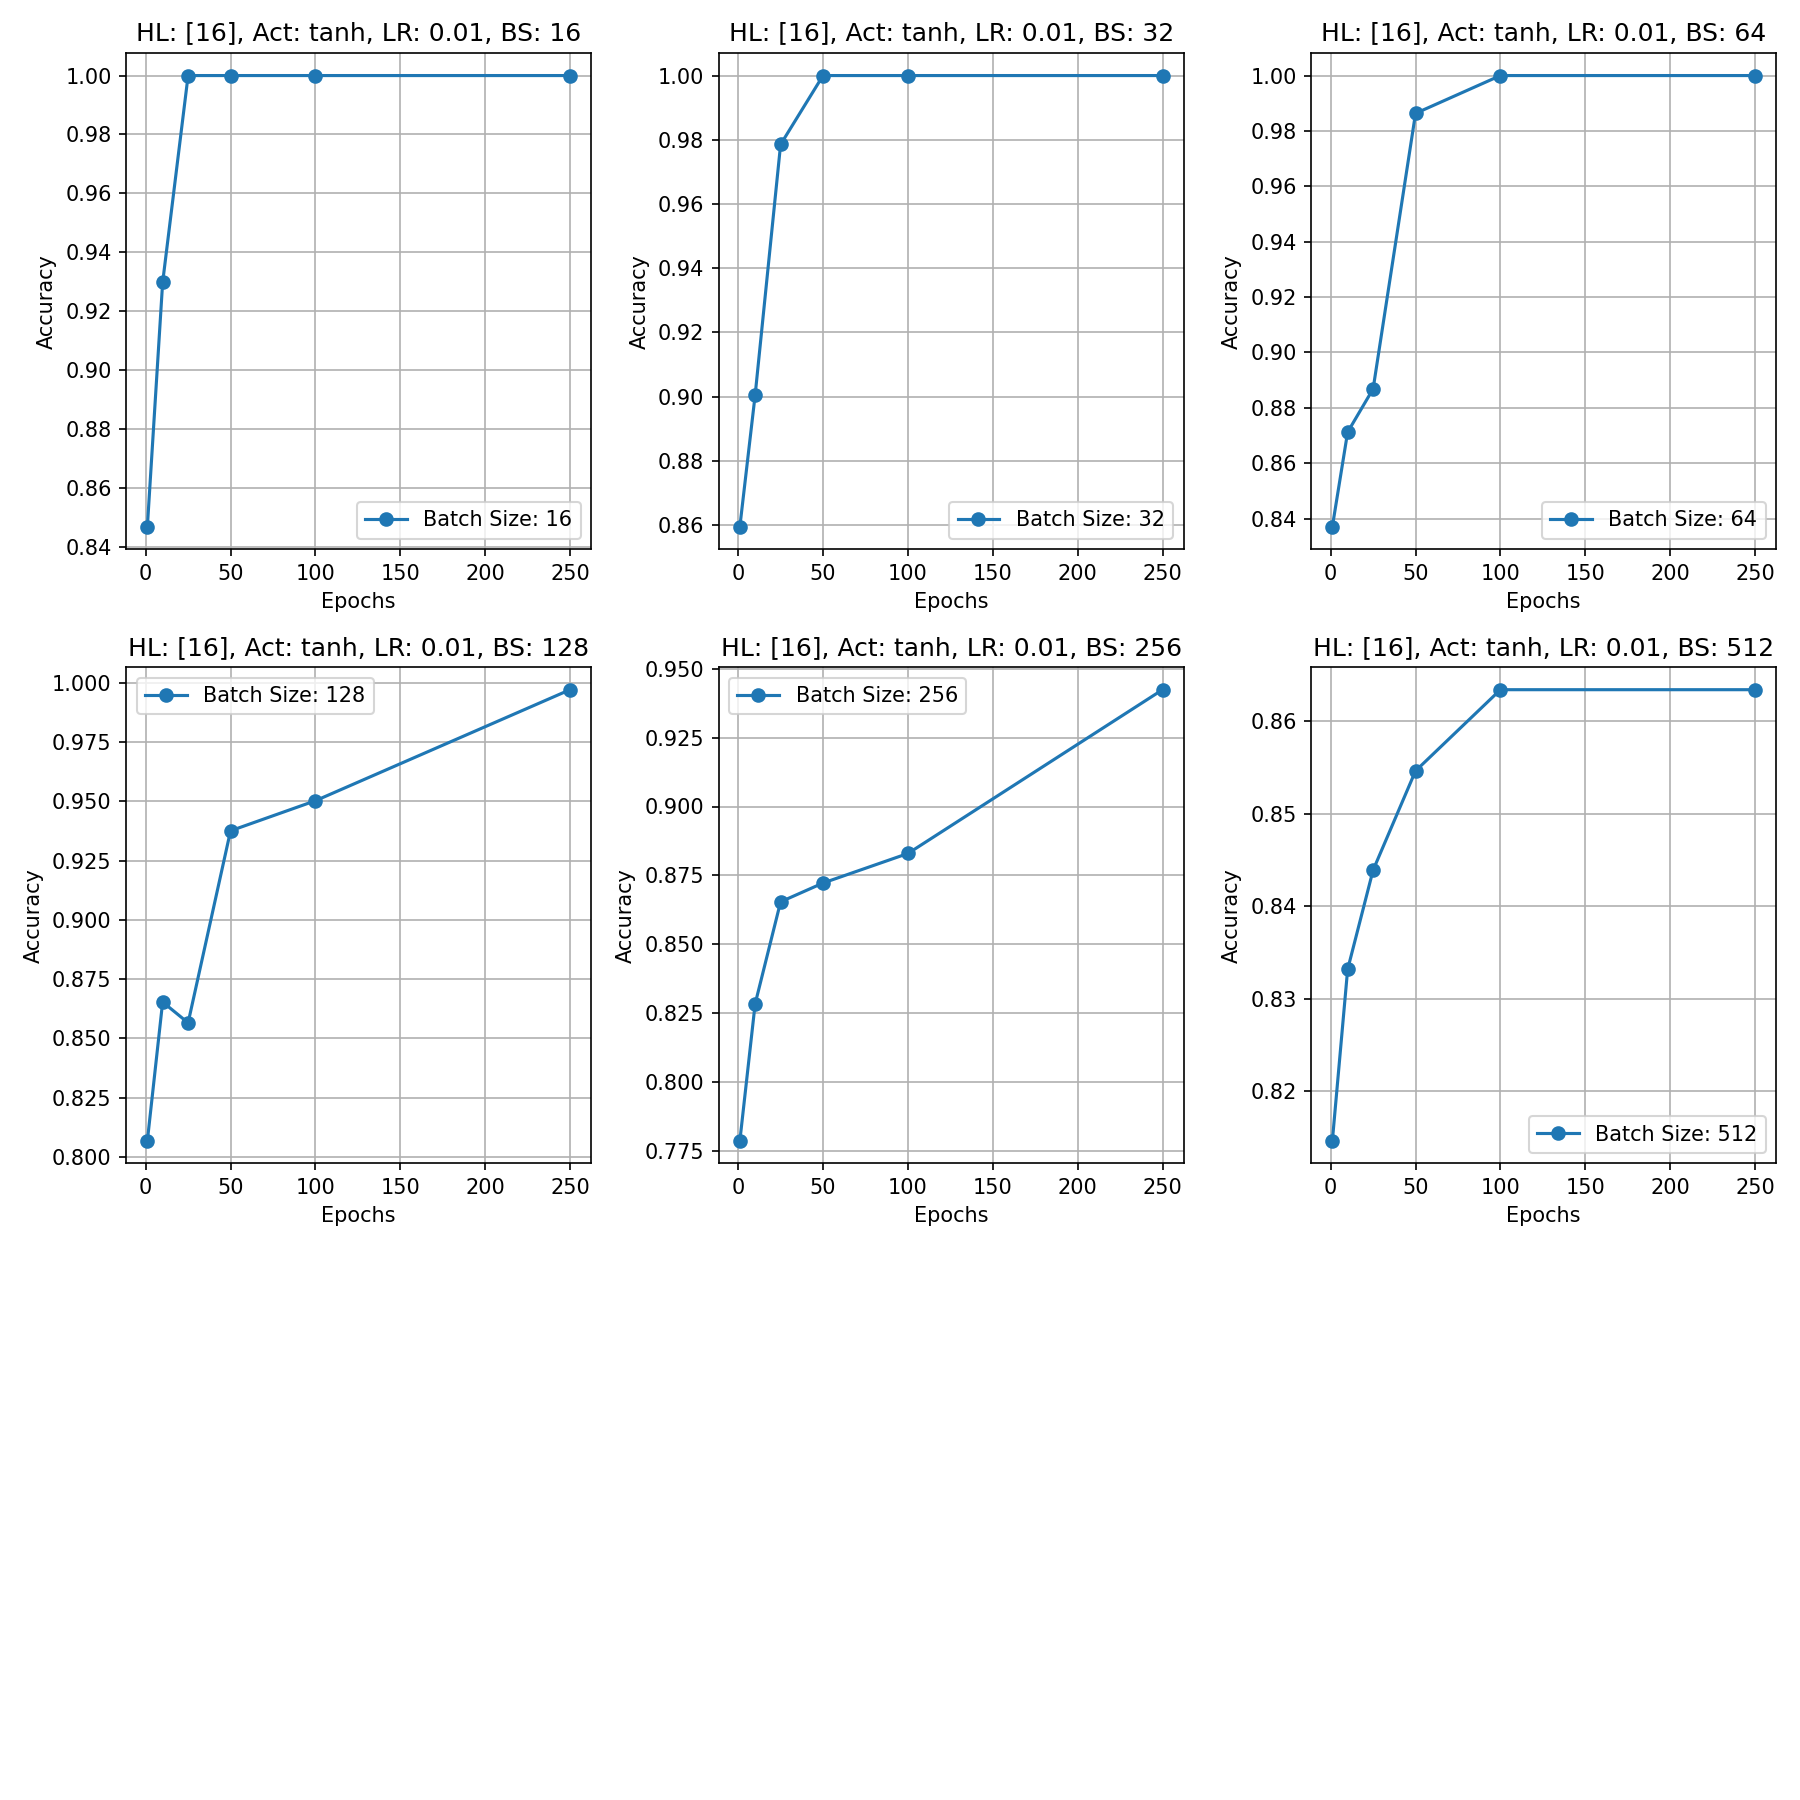 HL: [16], Act: tanh, LR: 0.01, BS: 16
1.00
0.98
0.96
0.94
0.92
0.90
0.88
0.86
0.84
Accuracy
Batch Size: 16
0 50 100 150 200 250
Epochs
HL: [16], Act: tanh, LR: 0.01, BS: 32
1.00
0.98
0.96
0.94
0.92
0.90
0.88
0.86
Accuracy
Batch Size: 32
0 50 100 150 200 250
Epochs
HL: [16], Act: tanh, LR: 0.01, BS: 64
1.00
0.98
0.96
0.94
0.92
0.90
0.88
0.86
0.84
Accuracy
Batch Size: 64
0 50 100 150 200 250
Epochs
HL: [16], Act: tanh, LR: 0.01, BS: 128
1.000
0.975
0.950
0.925
0.900
0.875
0.850
0.825
0.800
Accuracy
Batch Size: 128
0 50 100 150 200 250
Epochs
HL: [16], Act: tanh, LR: 0.01, BS: 256
0.950
0.925
0.900
0.875
0.850
0.825
0.800
0.775
Accuracy
Batch Size: 256
0 50 100 150 200 250
Epochs
HL: [16], Act: tanh, LR: 0.01, BS: 512
0.86
0.85
0.84
0.83
0.82
Accuracy
Batch Size: 512
0 50 100 150 200 250
Epochs